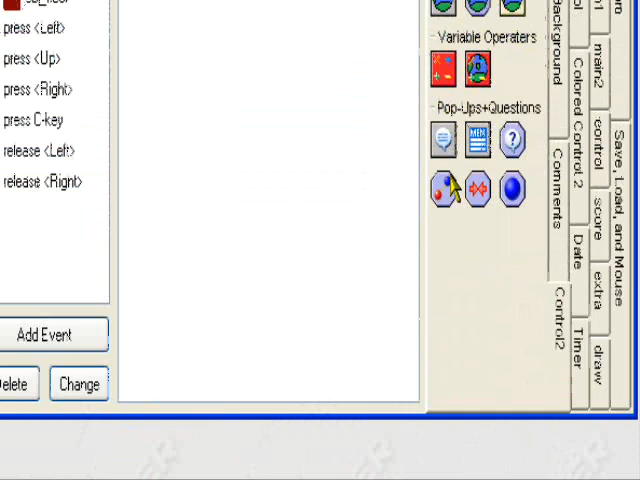 press <Left>
press <Up>
press <Right>
press C-key
release <Left>
release <Right>
Add Event
Change
Variable Operaters
Pop-Ups+Questions
MENU
Background
Comments
Control2
Colored Control 2
Date
Timer
main2
control
score
extra
draw
Save, Load, and Mouse